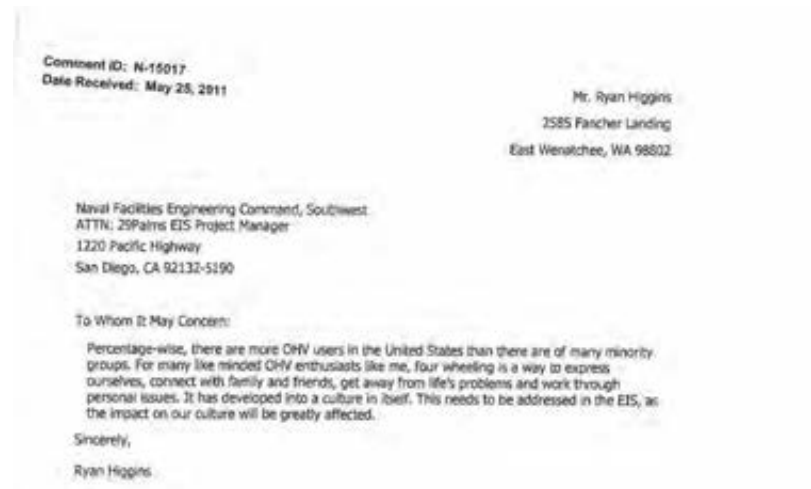 Comment ID: N-15017
Date Received: May 25, 2011
Mr. Ryan Higgins
2585 Fancher Landing
East Wenatchee, WA 98802
Naval Facilities Engineering Command, Southwest
ATTN: 29Palms EIS Project Manager
1220 Pacific Highway
San Diego, CA 92132-5190
To Whom It May Concern:
Percentage-wise, there are more OHV users in the United States than there are of many minority
groups. For many like minded OHV enthusiasts like me, four wheeling is a way to express
ourselves, connect with family and friends, get away from life's problems and work through
personal issues. It has developed into a culture in itself. This needs to be addressed in the EIS, as
the impact on our culture will be greatly affected.
Sincerely,
Ryan Higgins